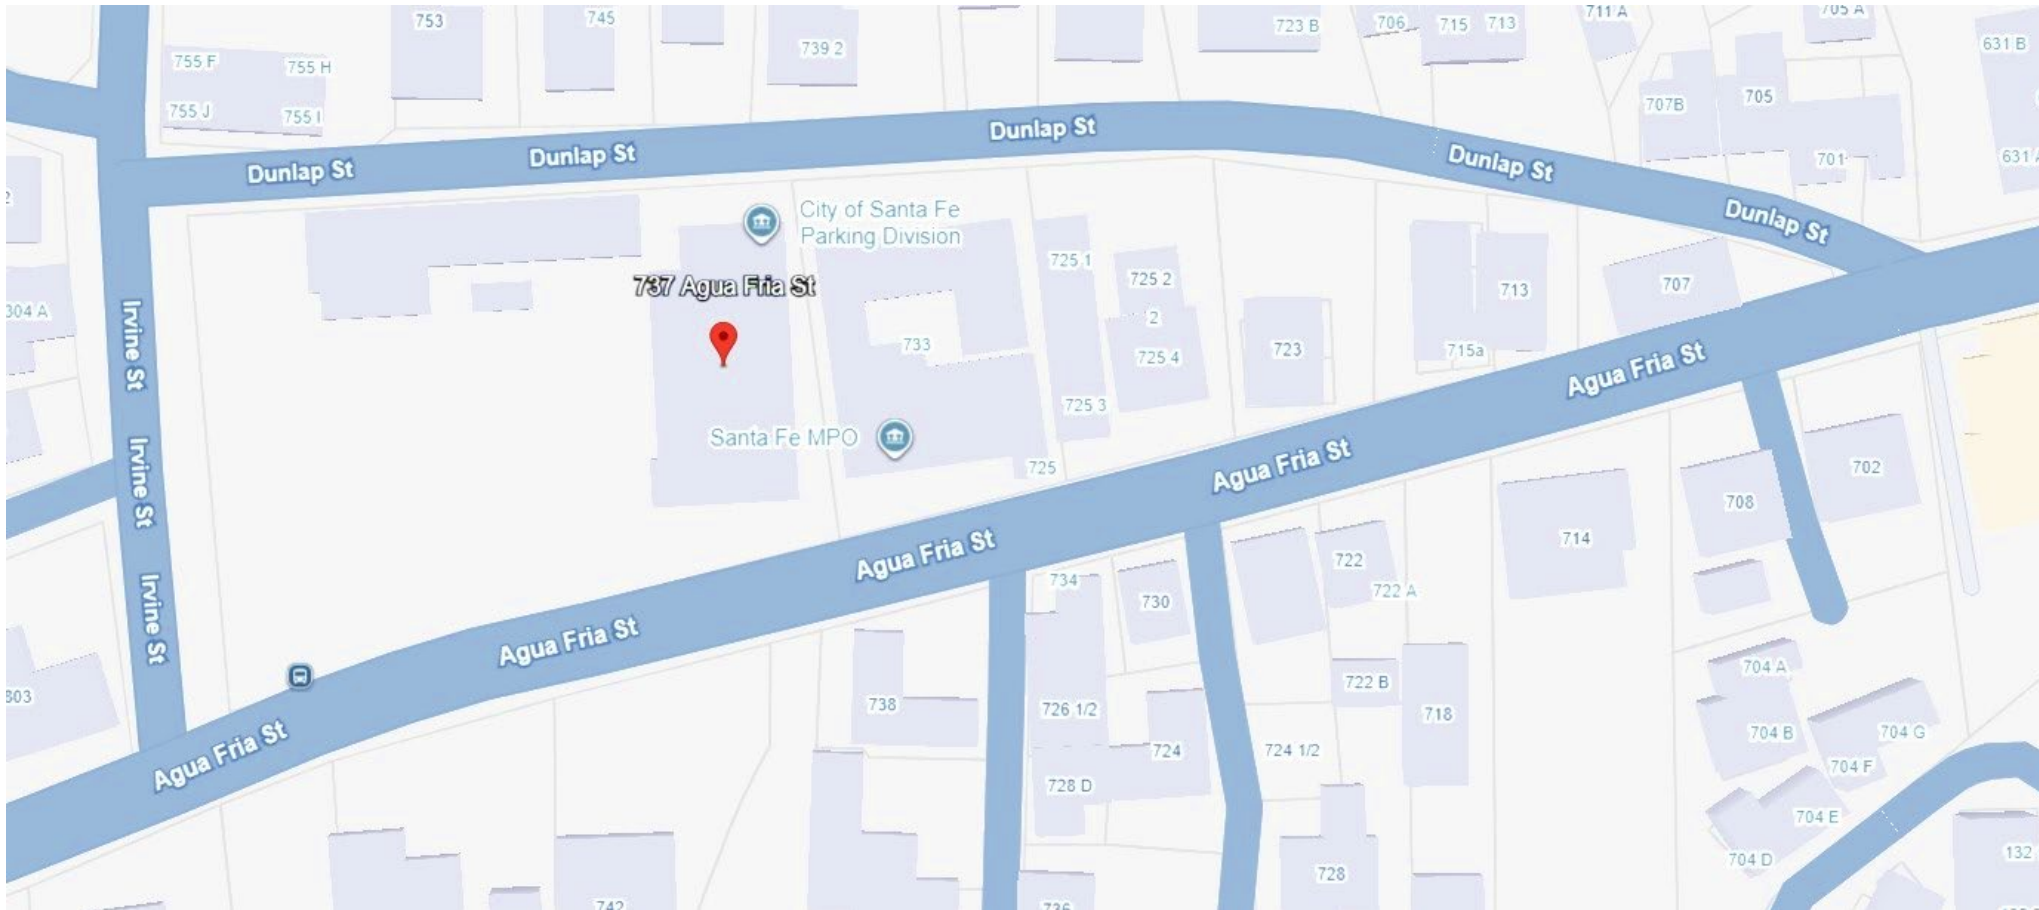 753
745
739 2
723 B
706
715
713
711 A
705 A
631 B
755 F
755 H
755 J
755 I
707B
705
701
Dunlap St
Dunlap St
Dunlap St
Dunlap St
Dunlap St
City of Santa Fe
Parking Division
737 Agua Fria St
733
725 1
725 2
2
725 4
725 3
725
723
715a
713
707
304 A
Santa Fe MPO
Irvine St
Irvine St
Irvine St
Agua Fria St
Agua Fria St
Agua Fria St
Agua Fria St
Agua Fria St
702
708
714
722
722 A
734
730
803
738
726 1/2
724
722 B
718
724 1/2
728 D
704 A
704 B
704 G
704 F
704 E
704 D
132
728
742
736